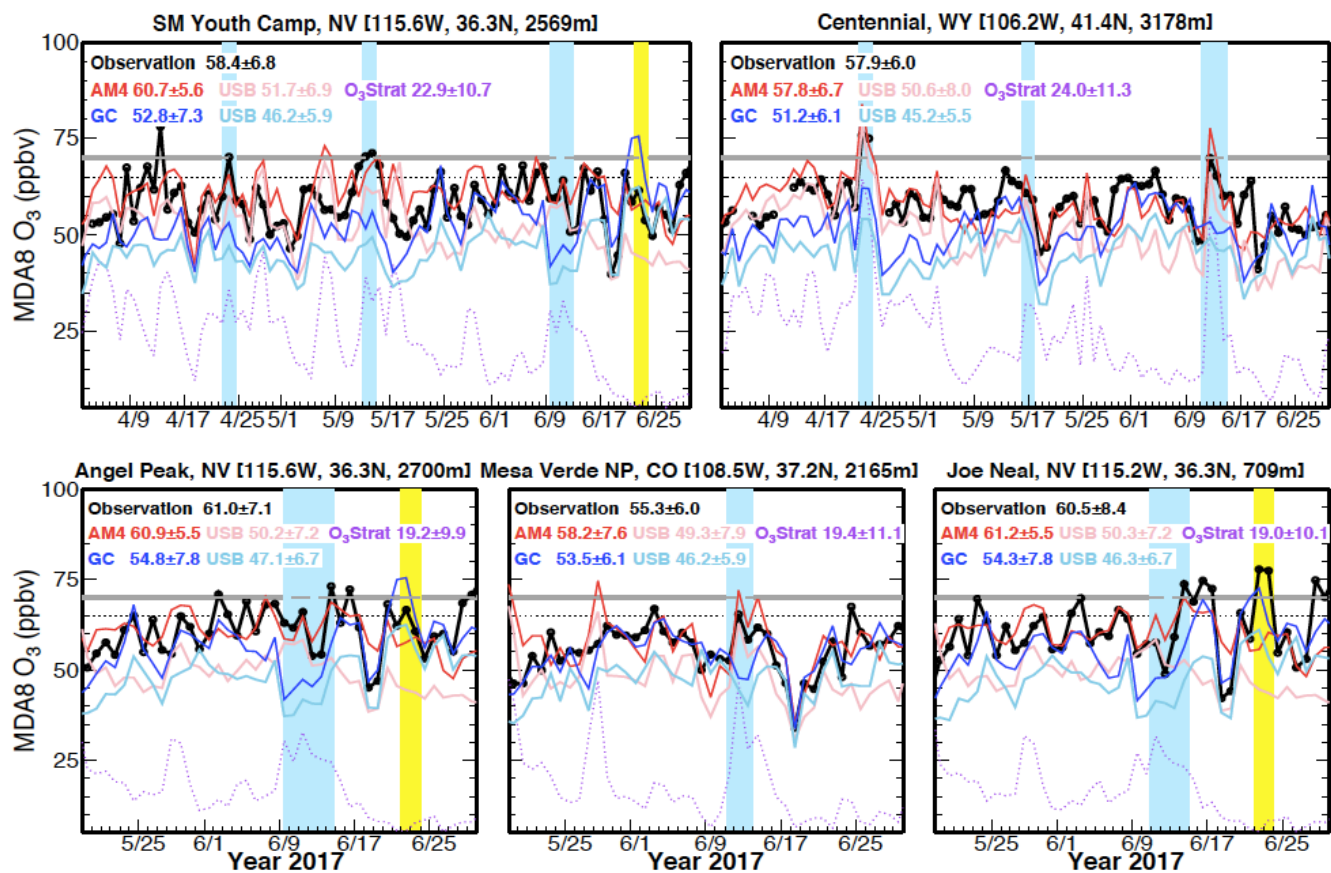 SM Youth Camp, NV [115.6W, 36.3N, 2569m]
Observation 58.4±6.8
AM4 60.7±5.6 USB 51.7±6.9 O₃Strat 22.9±10.7
GC 52.8±7.3 USB 46.2±5.9
100
75
50
25
MDA8 O₃ (ppbv)
4/9 4/17 4/25 5/1 5/9 5/17 5/25 6/1 6/9 6/17 6/25
Centennial, WY [106.2W, 41.4N, 3178m]
Observation 57.9±6.0
AM4 57.8±6.7 USB 50.6±8.0 O₃Strat 24.0±11.3
GC 51.2±6.1 USB 45.2±5.5
4/9 4/17 4/25 5/1 5/9 5/17 5/25 6/1 6/9 6/17 6/25
Angel Peak, NV [115.6W, 36.3N, 2700m]
Observation 61.0±7.1
AM4 60.9±5.5 USB 50.2±7.2 O₃Strat 19.2±9.9
GC 54.8±7.8 USB 47.1±6.7
100
75
50
25
MDA8 O₃ (ppbv)
5/25 6/1 6/9 6/17 6/25
Year 2017
Mesa Verde NP, CO [108.5W, 37.2N, 2165m]
Observation 55.3±6.0
AM4 58.2±7.6 USB 49.3±7.9 O₃Strat 19.4±11.1
GC 53.5±6.1 USB 46.2±5.9
5/25 6/1 6/9 6/17 6/25
Year 2017
Joe Neal, NV [115.2W, 36.3N, 709m]
Observation 60.5±8.4
AM4 61.2±5.5 USB 50.3±7.2 O₃Strat 19.0±10.1
GC 54.3±7.8 USB 46.3±6.7
5/25 6/1 6/9 6/17 6/25
Year 2017